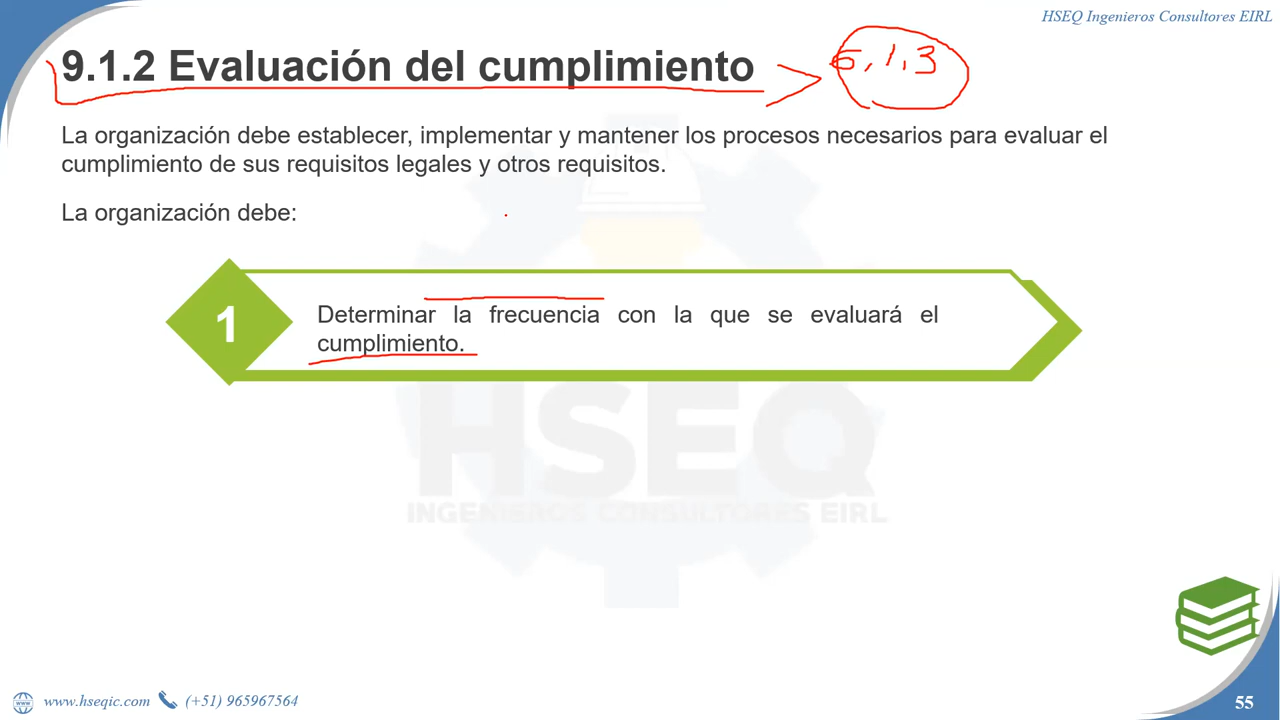 HSEQ Ingenieros Consultores EIRL
9.1.2 Evaluación del cumplimiento
6,1,3
La organización debe establecer, implementar y mantener los procesos necesarios para evaluar el
cumplimiento de sus requisitos legales y otros requisitos.
La organización debe:
1
Determinar la frecuencia con la que se evaluará el
cumplimiento.
HSEQ
INGENIEROS CONSULTORES EIRL
www.hseqic.com
(+51) 965967564
55